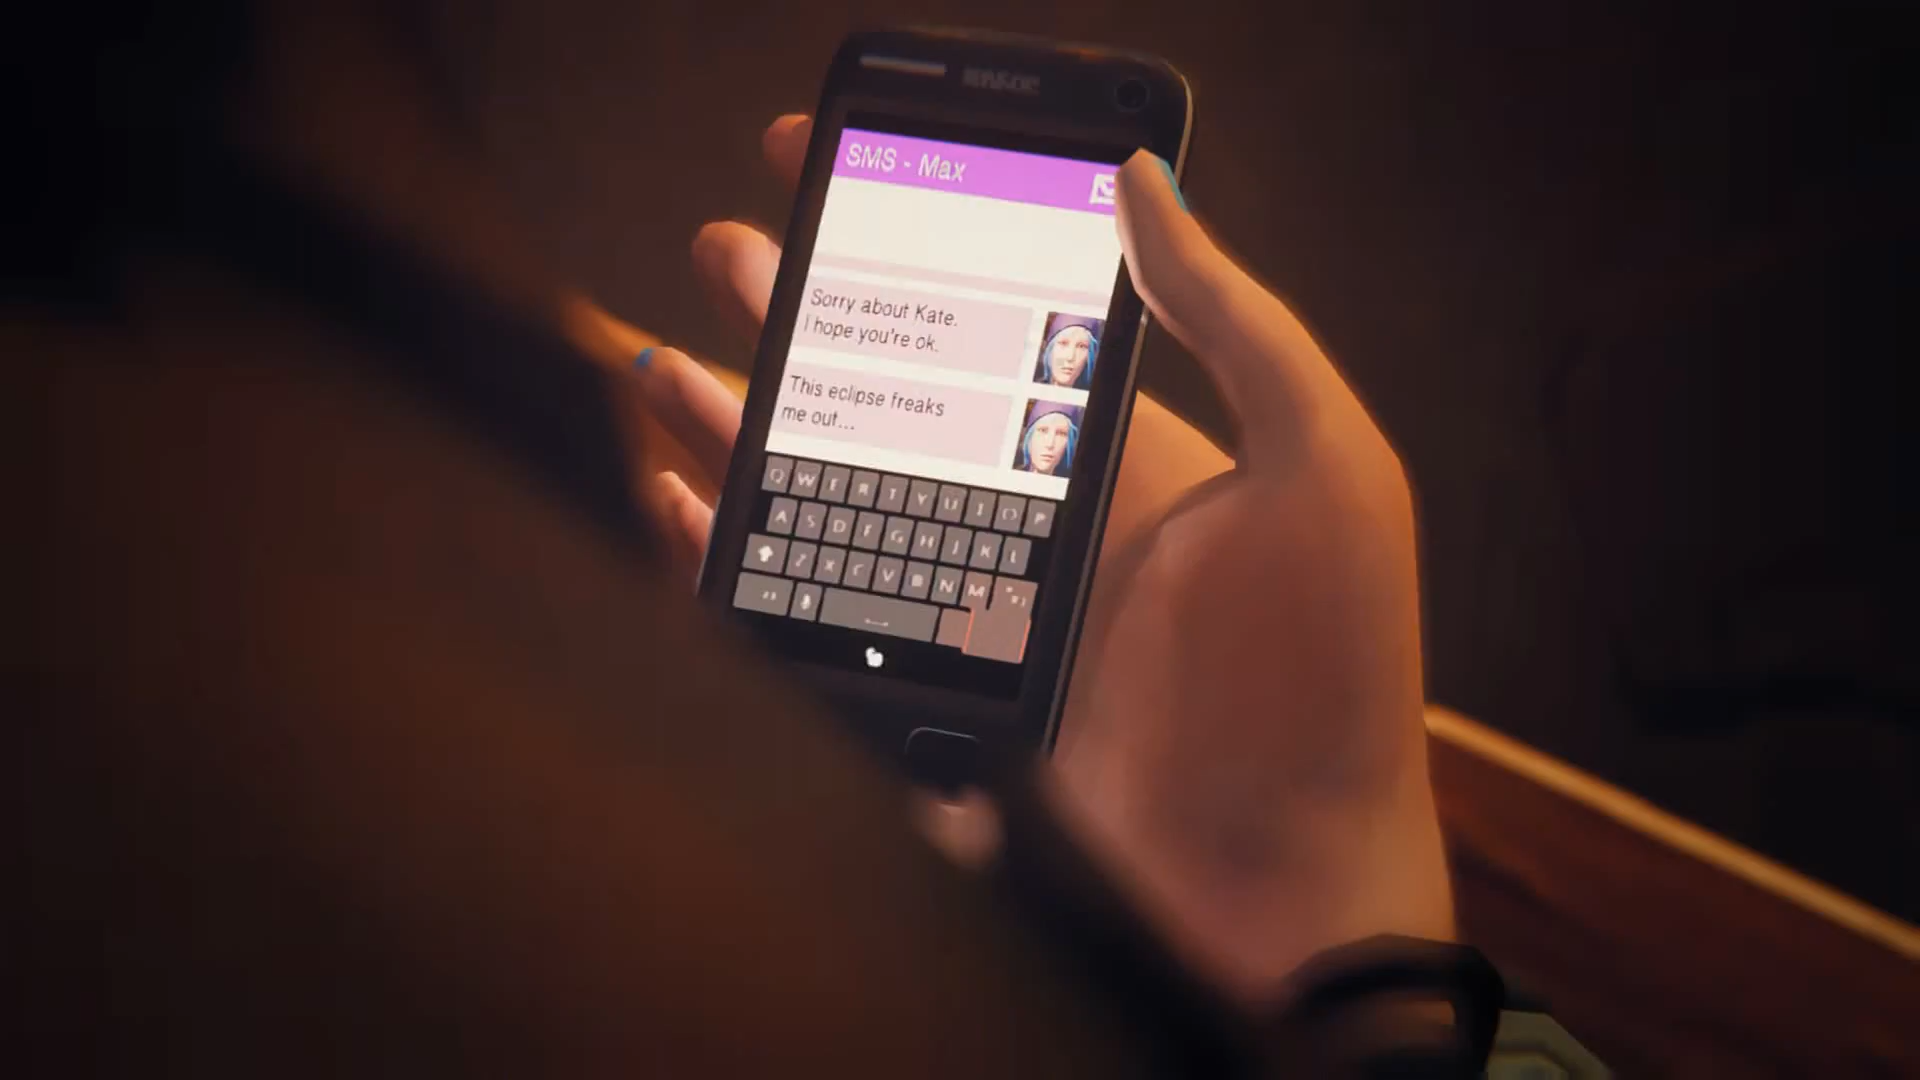 SMS - Max
Sorry about Kate.
I hope you're ok.
This eclipse freaks
me out...
Q W E R T Y U I O P
A S D F G H J K L
Z X C V B N M